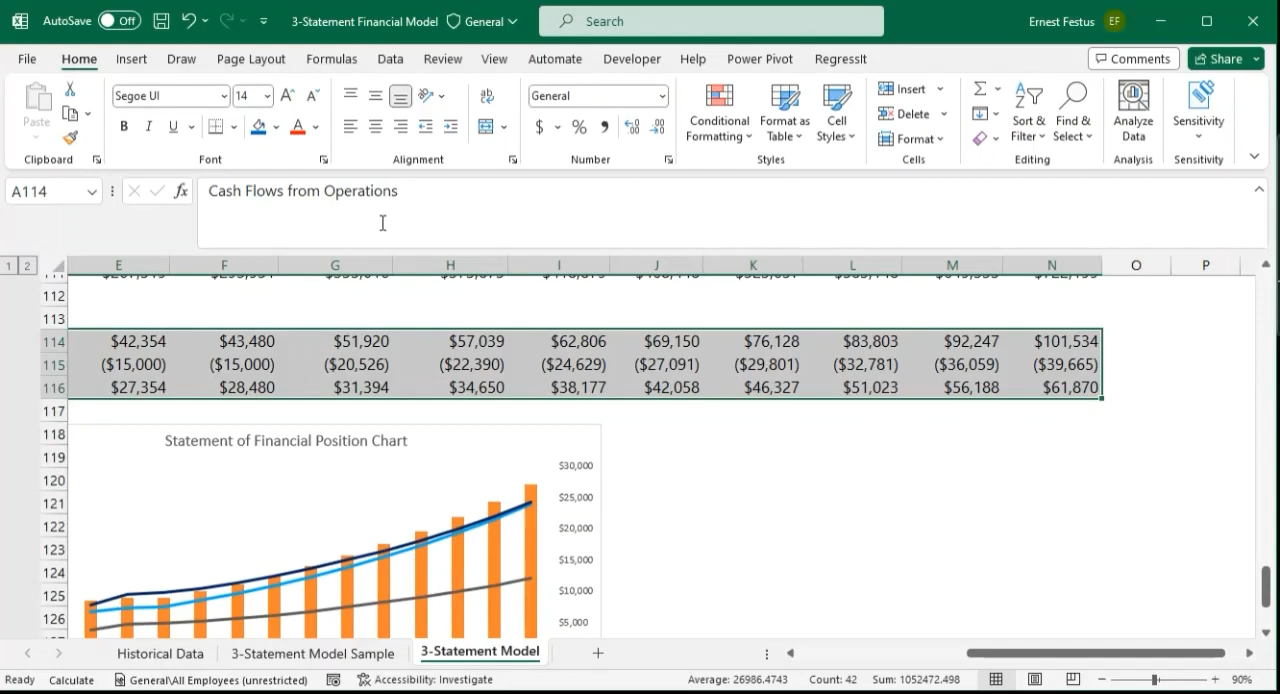 AutoSave Off 3-Statement Financial Model General Search Ernest Festus EF
File Home Insert Draw Page Layout Formulas Data Review View Automate Developer Help Power Pivot RegressIt Comments Share
Paste Segoe UI 14 A A B I U A ab General $ % 9 Conditional Formatting Format as Table Cell Styles Insert Delete Format Sort & Filter Find & Select Analyze Data Sensitivity
Clipboard Font Alignment Number Styles Cells Editing Analysis Sensitivity
A114 fx Cash Flows from Operations
1 2 E F G H I J K L M N O P
112
113
114 $42,354 $43,480 $51,920 $57,039 $62,806 $69,150 $76,128 $83,803 $92,247 $101,534
115 ($15,000) ($15,000) ($20,526) ($22,390) ($24,629) ($27,091) ($29,801) ($32,781) ($36,059) ($39,665)
116 $27,354 $28,480 $31,394 $34,650 $38,177 $42,058 $46,327 $51,023 $56,188 $61,870
117
118 Statement of Financial Position Chart
119 $30,000
120 $25,000
121
122 $20,000
123 $15,000
124
125 $10,000
126 $5,000
Historical Data 3-Statement Model Sample 3-Statement Model
Ready Calculate General\All Employees (unrestricted) Accessibility: Investigate Average: 26986.4743 Count: 42 Sum: 1052472.498 90%